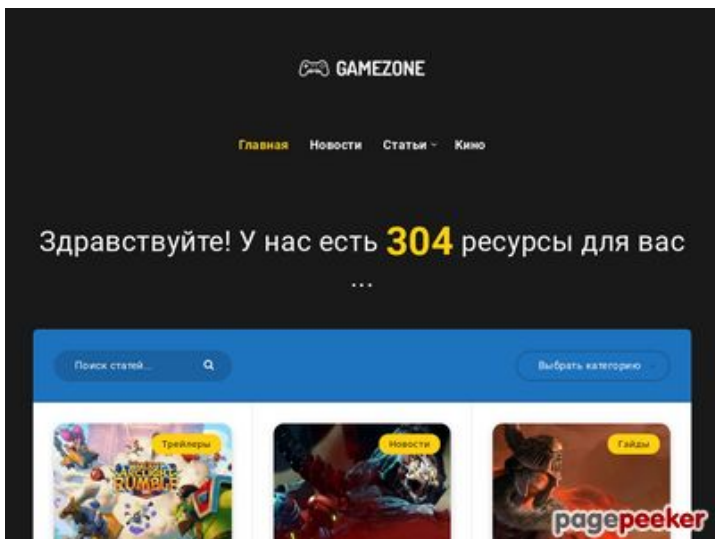 GAMEZONE
Главная Новости Статьи Кино
Здравствуйте! У нас есть 304 ресурсы для вас
...
Поиск статей... Выбрать категорию
Трейлеры Новости Гайды
RUMBLE
pagepeeker